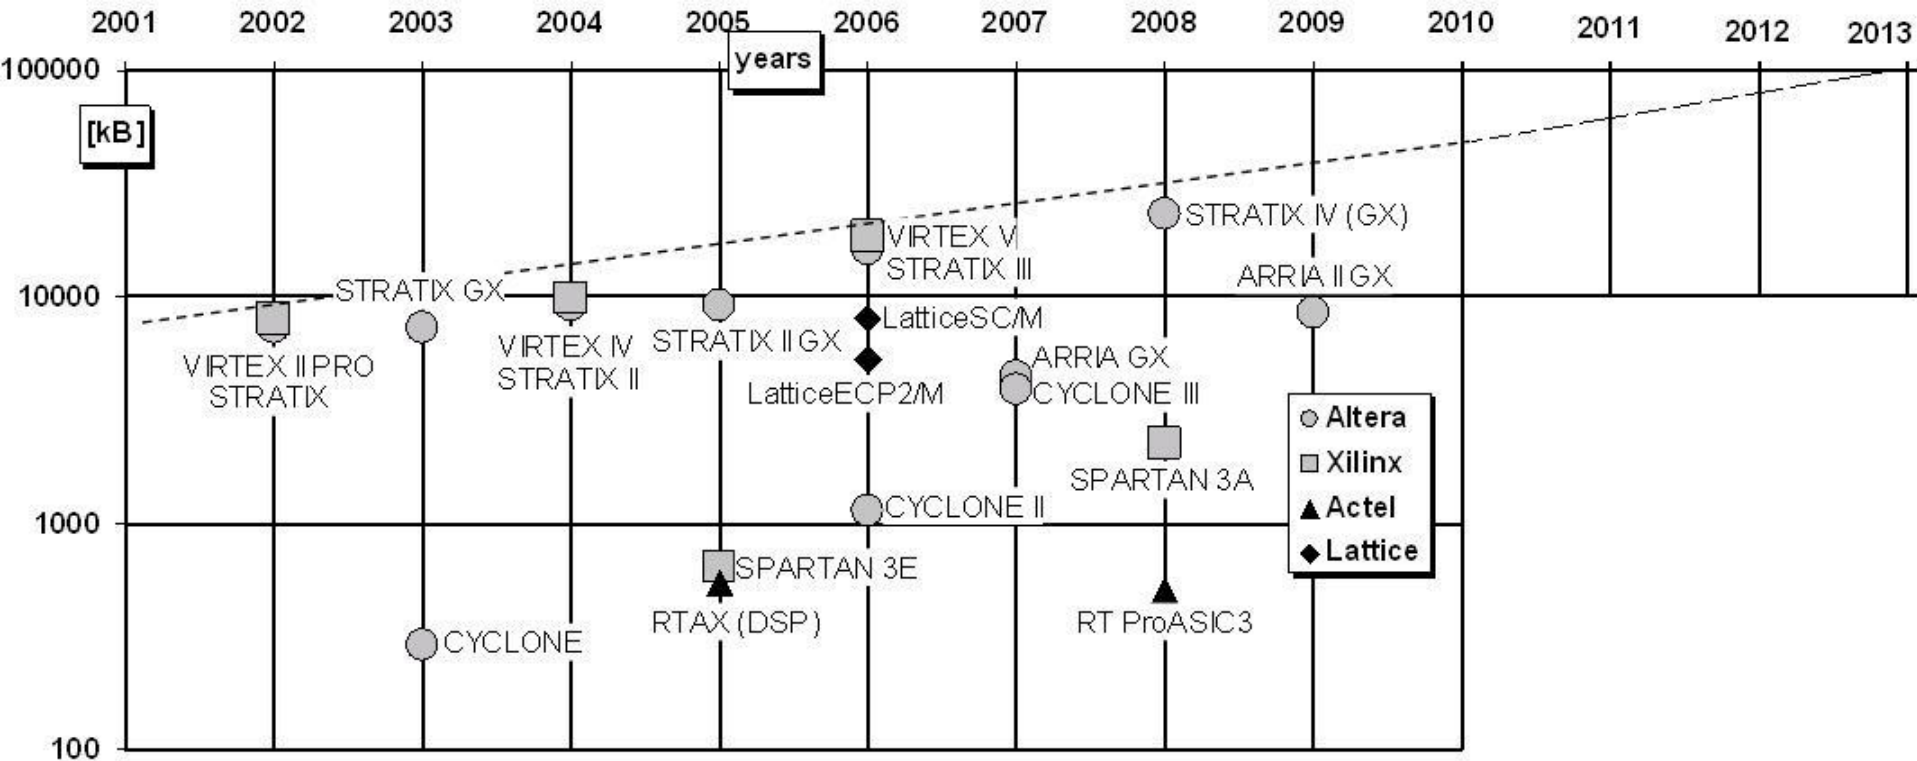 2001 2002 2003 2004 2005 2006 2007 2008 2009 2010 2011 2012 2013
years
100000
[kB]
STRATIX IV (GX)
VIRTEX V
STRATIX III
ARRIA II GX
STRATIX GX
10000
LatticeSC/M
VIRTEX IV
STRATIX II
STRATIX II GX
VIRTEX II PRO
STRATIX
ARRIA GX
LatticeECP2/M
CYCLONE III
Altera
Xilinx
Actel
Lattice
SPARTAN 3A
CYCLONE II
1000
SPARTAN 3E
RTAX (DSP)
RT ProASIC3
CYCLONE
100